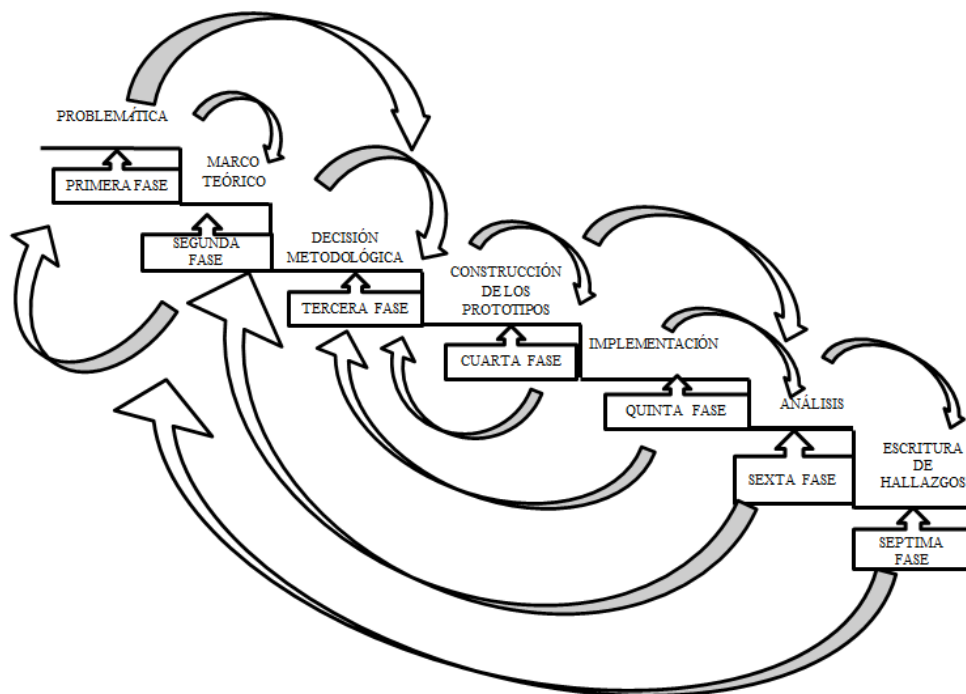 PROBLEMÁTICA
PRIMERA FASE
MARCO
TEÓRICO
SEGUNDA
FASE
DECISIÓN
METODOLÓGICA
TERCERA FASE
CONSTRUCCIÓN
DE LOS
PROTOTIPOS
CUARTA FASE
IMPLEMENTACIÓN
QUINTA FASE
ANÁLISIS
SEXTA FASE
ESCRITURA
DE
HALLAZGOS
SEPTIMA
FASE